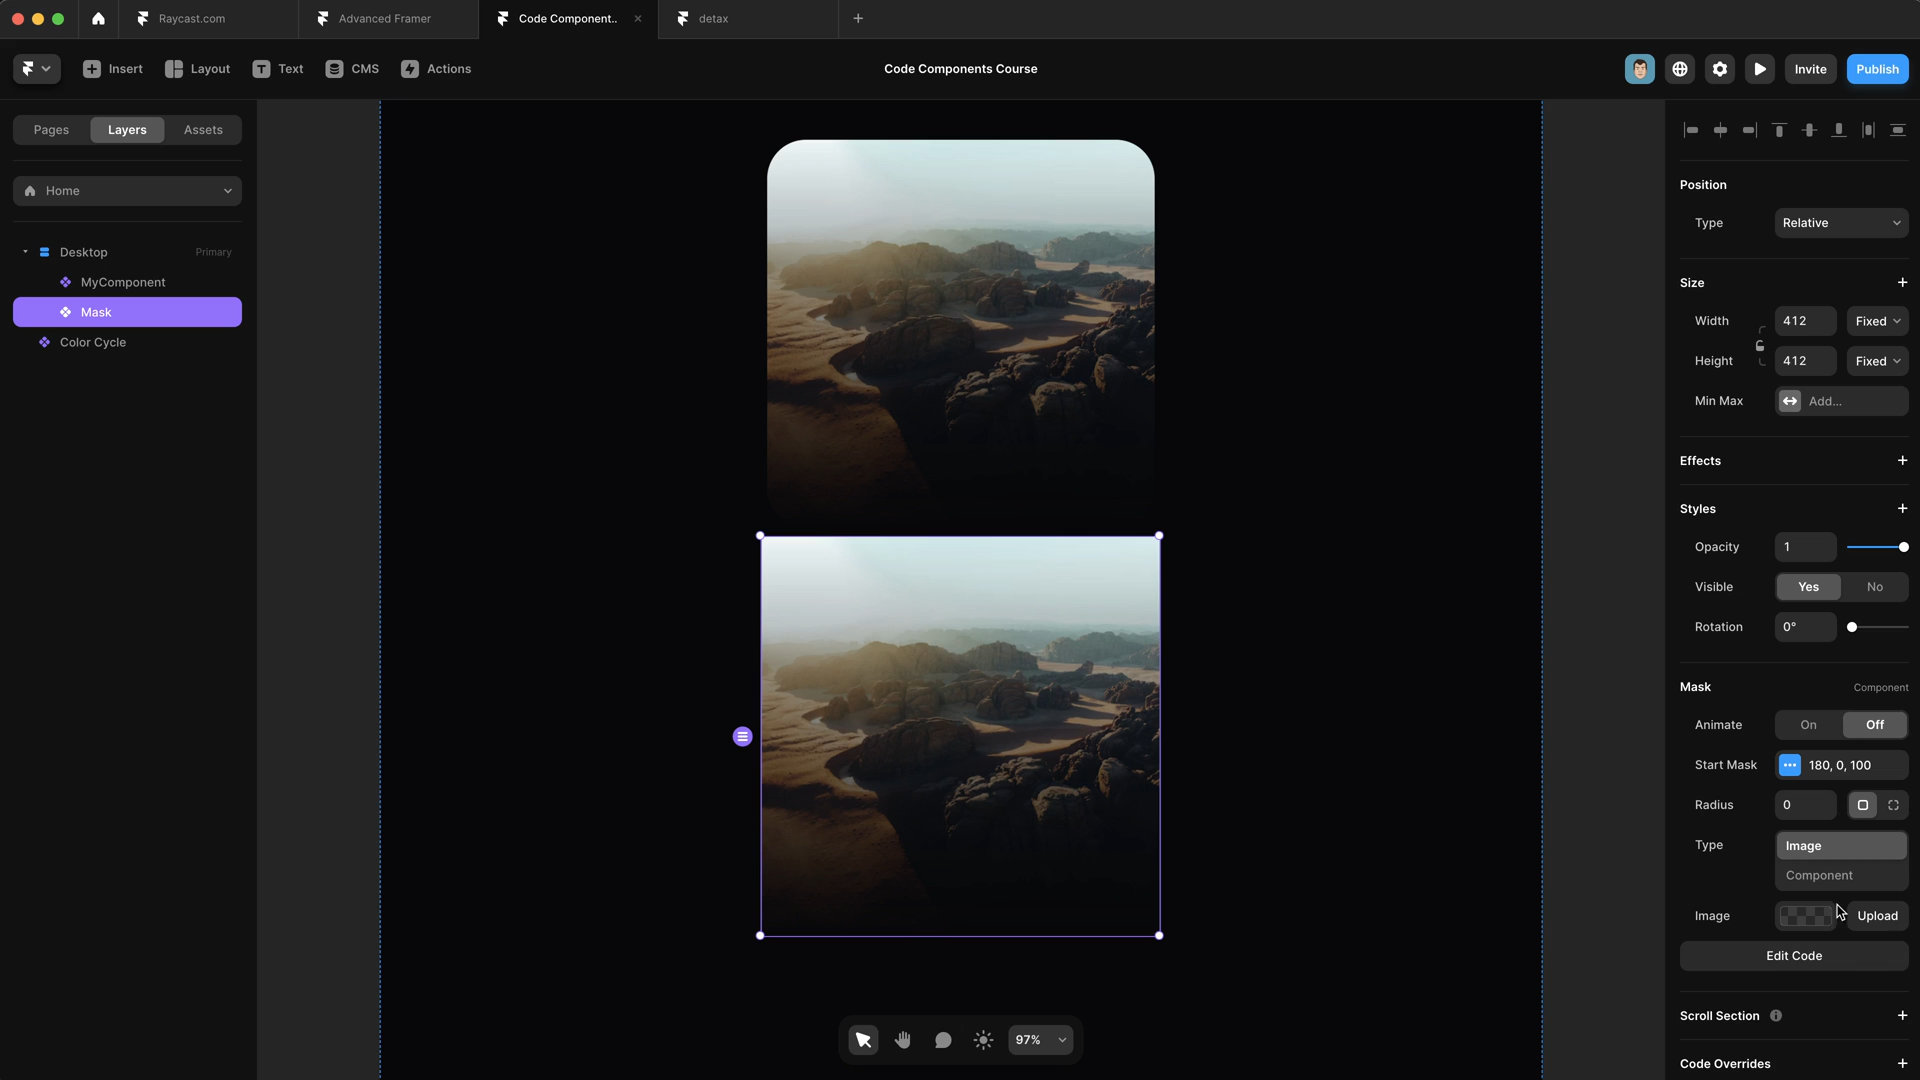 Raycast.com
Advanced Framer
Code Component..
detax
Insert
Layout
Text
CMS
Actions
Code Components Course
Invite
Publish
Pages
Layers
Assets
Home
Desktop
Primary
MyComponent
Mask
Color Cycle
97%
Position
Type
Relative
Size
Width
412
Fixed
Height
412
Fixed
Min Max
Add...
Effects
Styles
Opacity
1
Visible
Yes
No
Rotation
0°
Mask
Component
Animate
On
Off
Start Mask
180, 0, 100
Radius
0
Type
Image
Component
Image
Upload
Edit Code
Scroll Section
Code Overrides